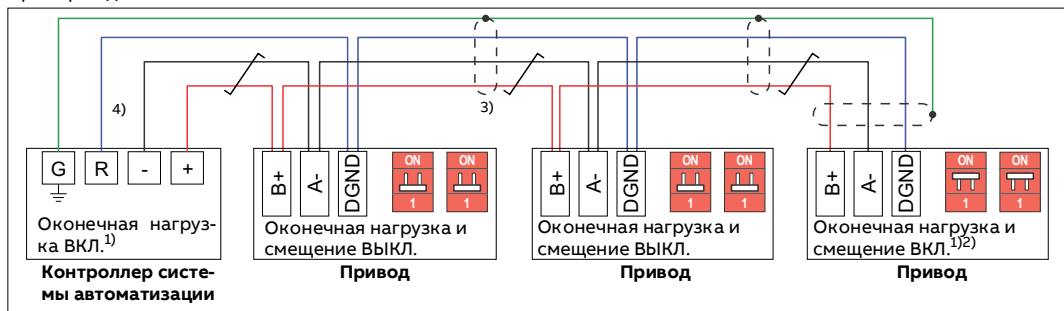 4)
3)
G
R
-
+
B+
A-
DGND
ON
ON
1
1
B+
A-
DGND
ON
ON
1
1
B+
A-
DGND
ON
ON
1
1
Оконечная нагруз-
ка ВКЛ.1)
Оконечная нагрузка и
смещение ВЫКЛ.
Оконечная нагрузка и
смещение ВЫКЛ.
Оконечная нагрузка и
смещение ВКЛ.1)2)
Контроллер систе-
мы автоматизации
Привод
Привод
Привод